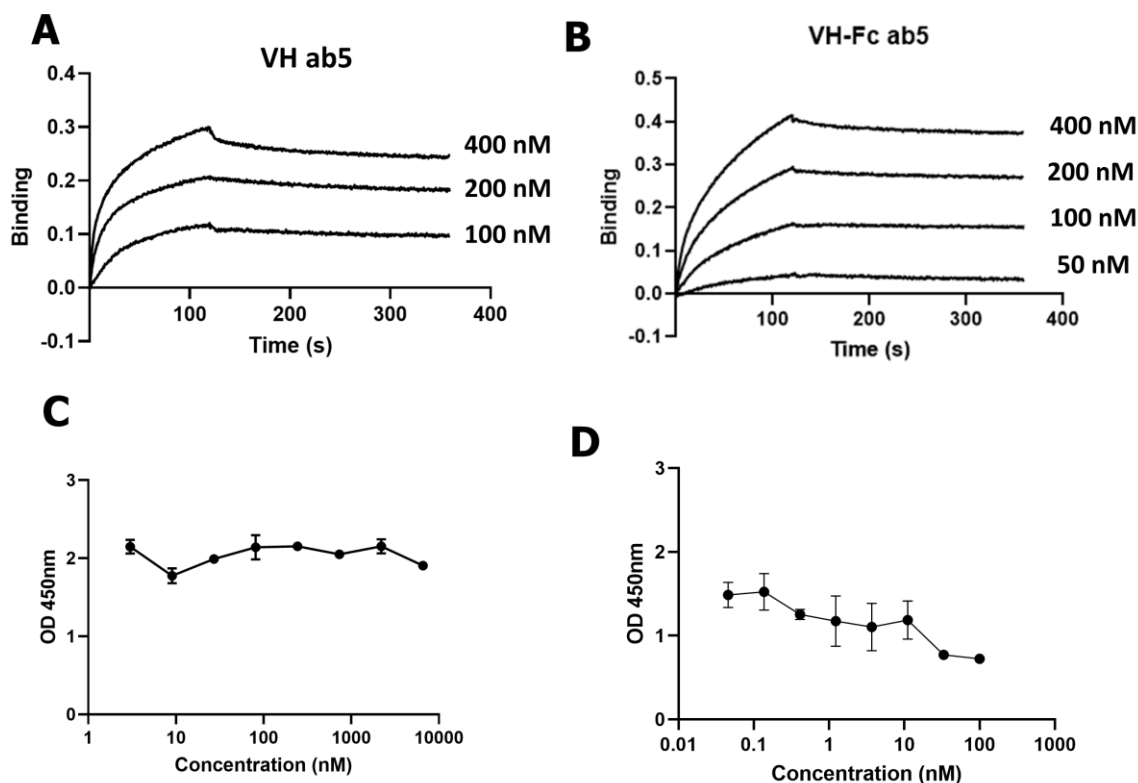 A
VH ab5
0.4
0.3
0.2
0.1
0.0
-0.1
Binding
100
200
300
400
Time (s)
400 nM
200 nM
100 nM
B
VH-Fc ab5
0.5
0.4
0.3
0.2
0.1
0.0
-0.1
Binding
100
200
300
400
Time (s)
400 nM
200 nM
100 nM
50 nM
C
3
2
1
0
OD 450nm
1
10
100
1000
10000
Concentration (nM)
D
3
2
1
0
OD 450nm
0.01
0.1
1
10
100
1000
Concentration (nM)